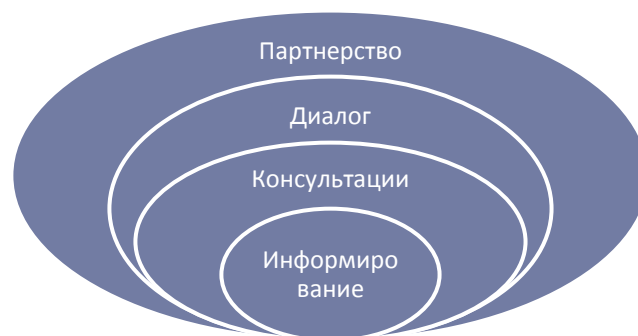 Партнерство
Диалог
Консультации
Информиро
вание